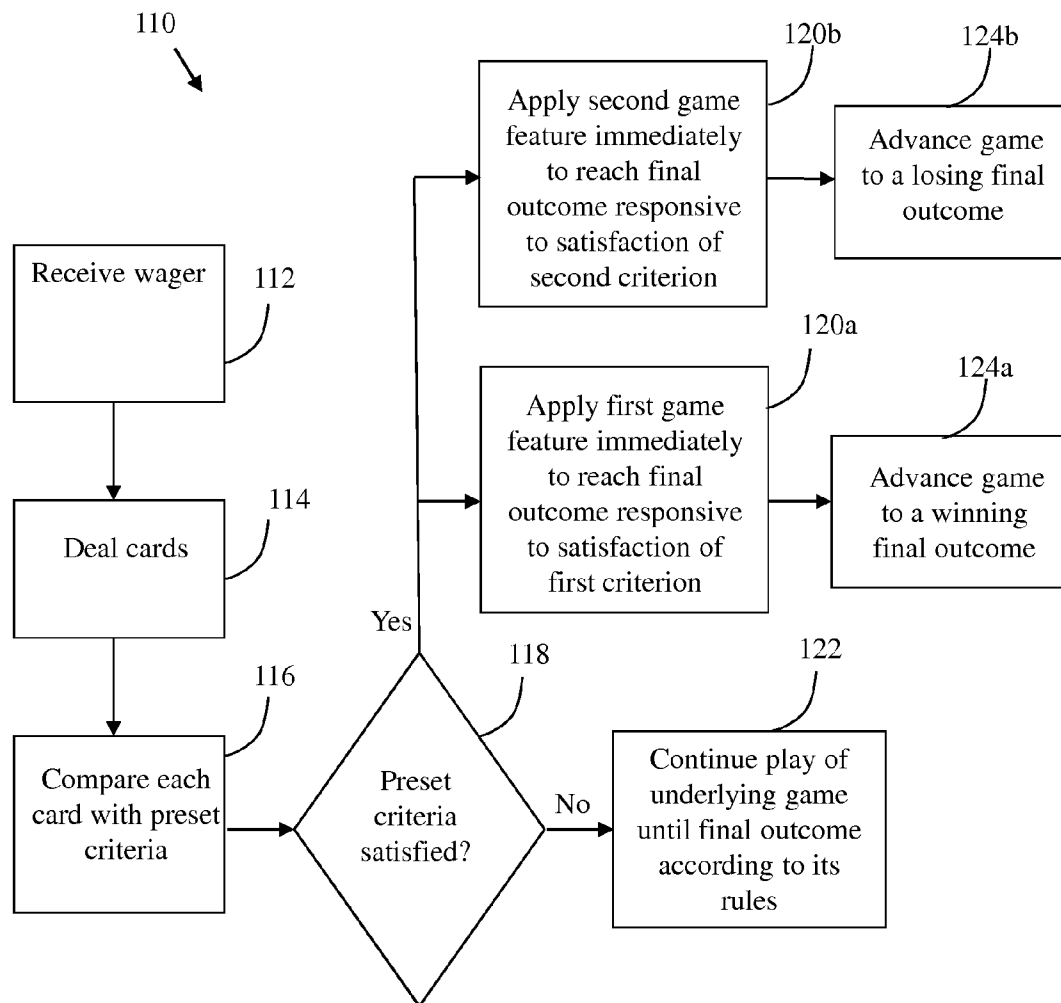 110
Receive wager
112
Deal cards
114
Compare each
card with preset
criteria
116
Preset
criteria
satisfied?
118
Yes
No
Apply second game
feature immediately
to reach final
outcome responsive
to satisfaction of
second criterion
120b
Advance game
to a losing final
outcome
124b
Apply first game
feature immediately
to reach final
outcome responsive
to satisfaction of
first criterion
120a
Advance game
to a winning
final outcome
124a
Continue play of
underlying game
until final outcome
according to its
rules
122